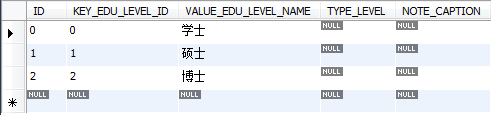 ID KEY_EDU_LEVEL_ID VALUE_EDU_LEVEL_NAME TYPE_LEVEL NOTE_CAPTION
0 0 学士 NULL NULL
1 1 硕士 NULL NULL
2 2 博士 NULL NULL
NULL NULL NULL NULL NULL